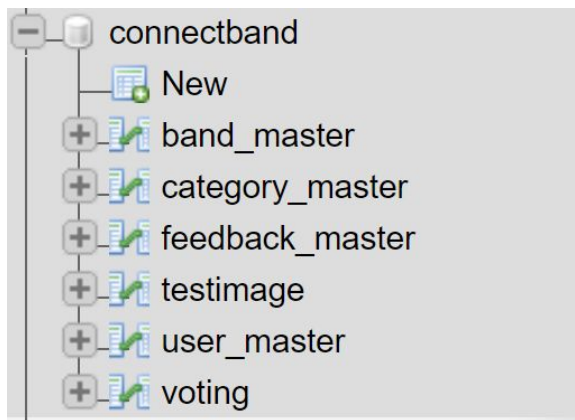 connectband
New
band_master
category_master
feedback_master
testimage
user_master
voting